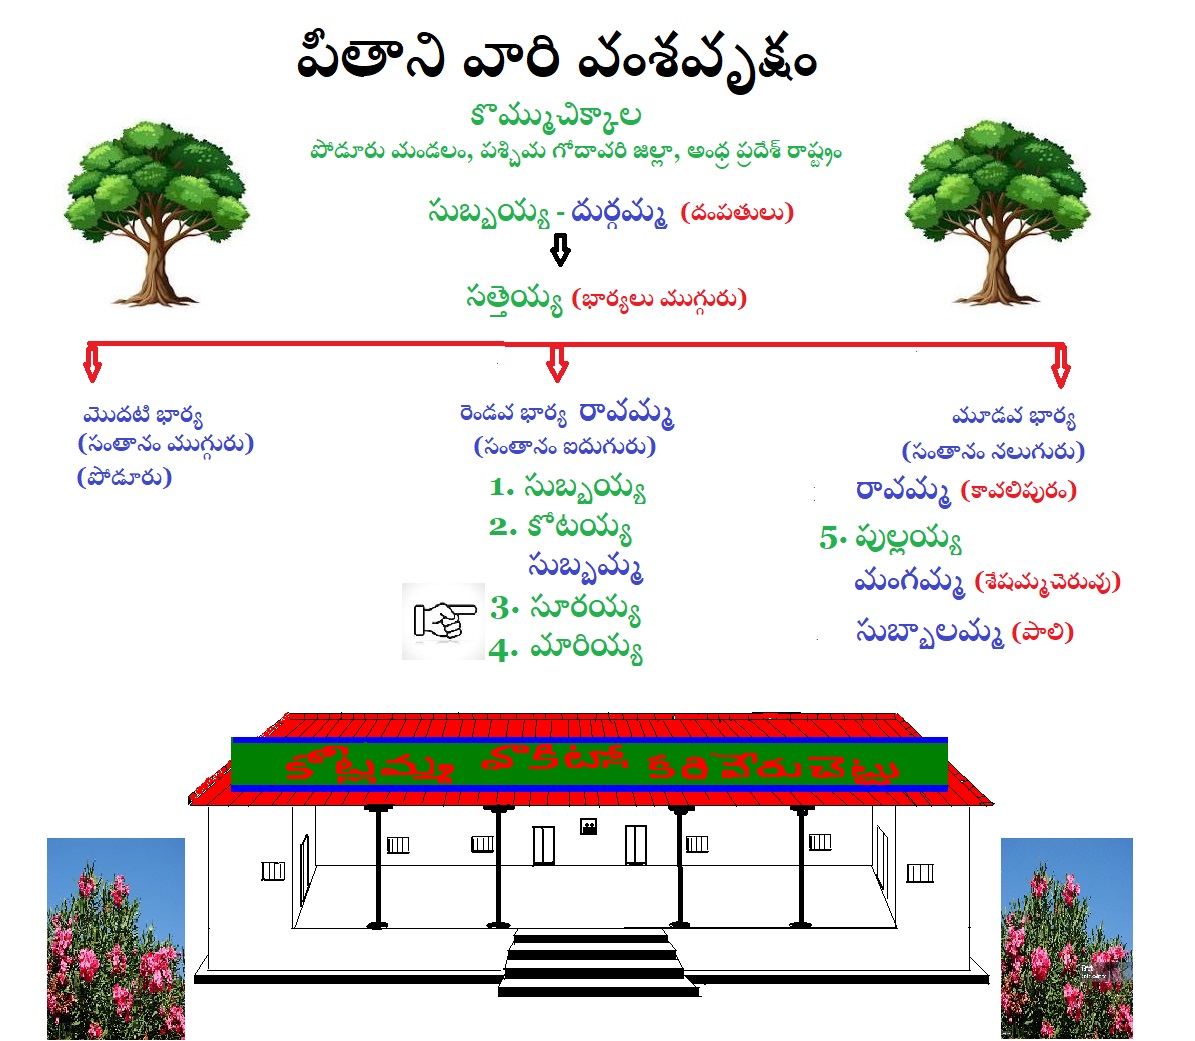 పీతాని వారి వంశవృక్షం
కొమ్ముచిక్కాల
పోడూరు మండలం, పశ్చిమ గోదావరి జిల్లా, అంధ్ర ప్రదేశ్ రాష్ట్రం
సుబ్బయ్య - దుర్గమ్మ (దంపతులు)
సత్తెయ్య (భార్యలు ముగ్గురు)
మొదటి భార్య
(సంతానం ముగ్గురు)
(పోడూరు)
రెండవ భార్య రావమ్మ
(సంతానం ఐదుగురు)
1. సుబ్బయ్య
2. కోటయ్య
సుబ్బమ్మ
3. సూరయ్య
4. మారియ్య
మూడవ భార్య
(సంతానం నలుగురు)
రావమ్మ (కావలిపురం)
5. పుల్లయ్య
మంగమ్మ (శేషమ్మచెరువు)
సుబ్బాలమ్మ (పాలి)
కోట్లమ్మ వాకిటిలో కరివేరుచెట్టు